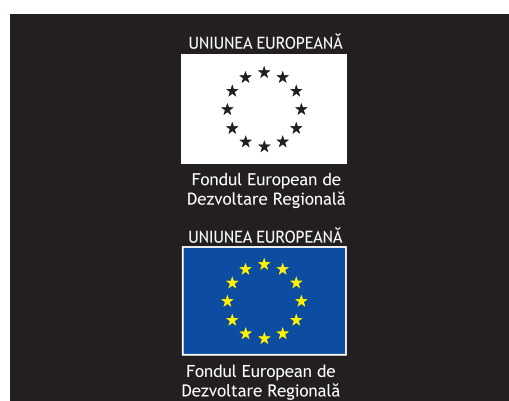 UNIUNEA EUROPEANĂ
Fondul European de
Dezvoltare Regională
UNIUNEA EUROPEANĂ
Fondul European de
Dezvoltare Regională